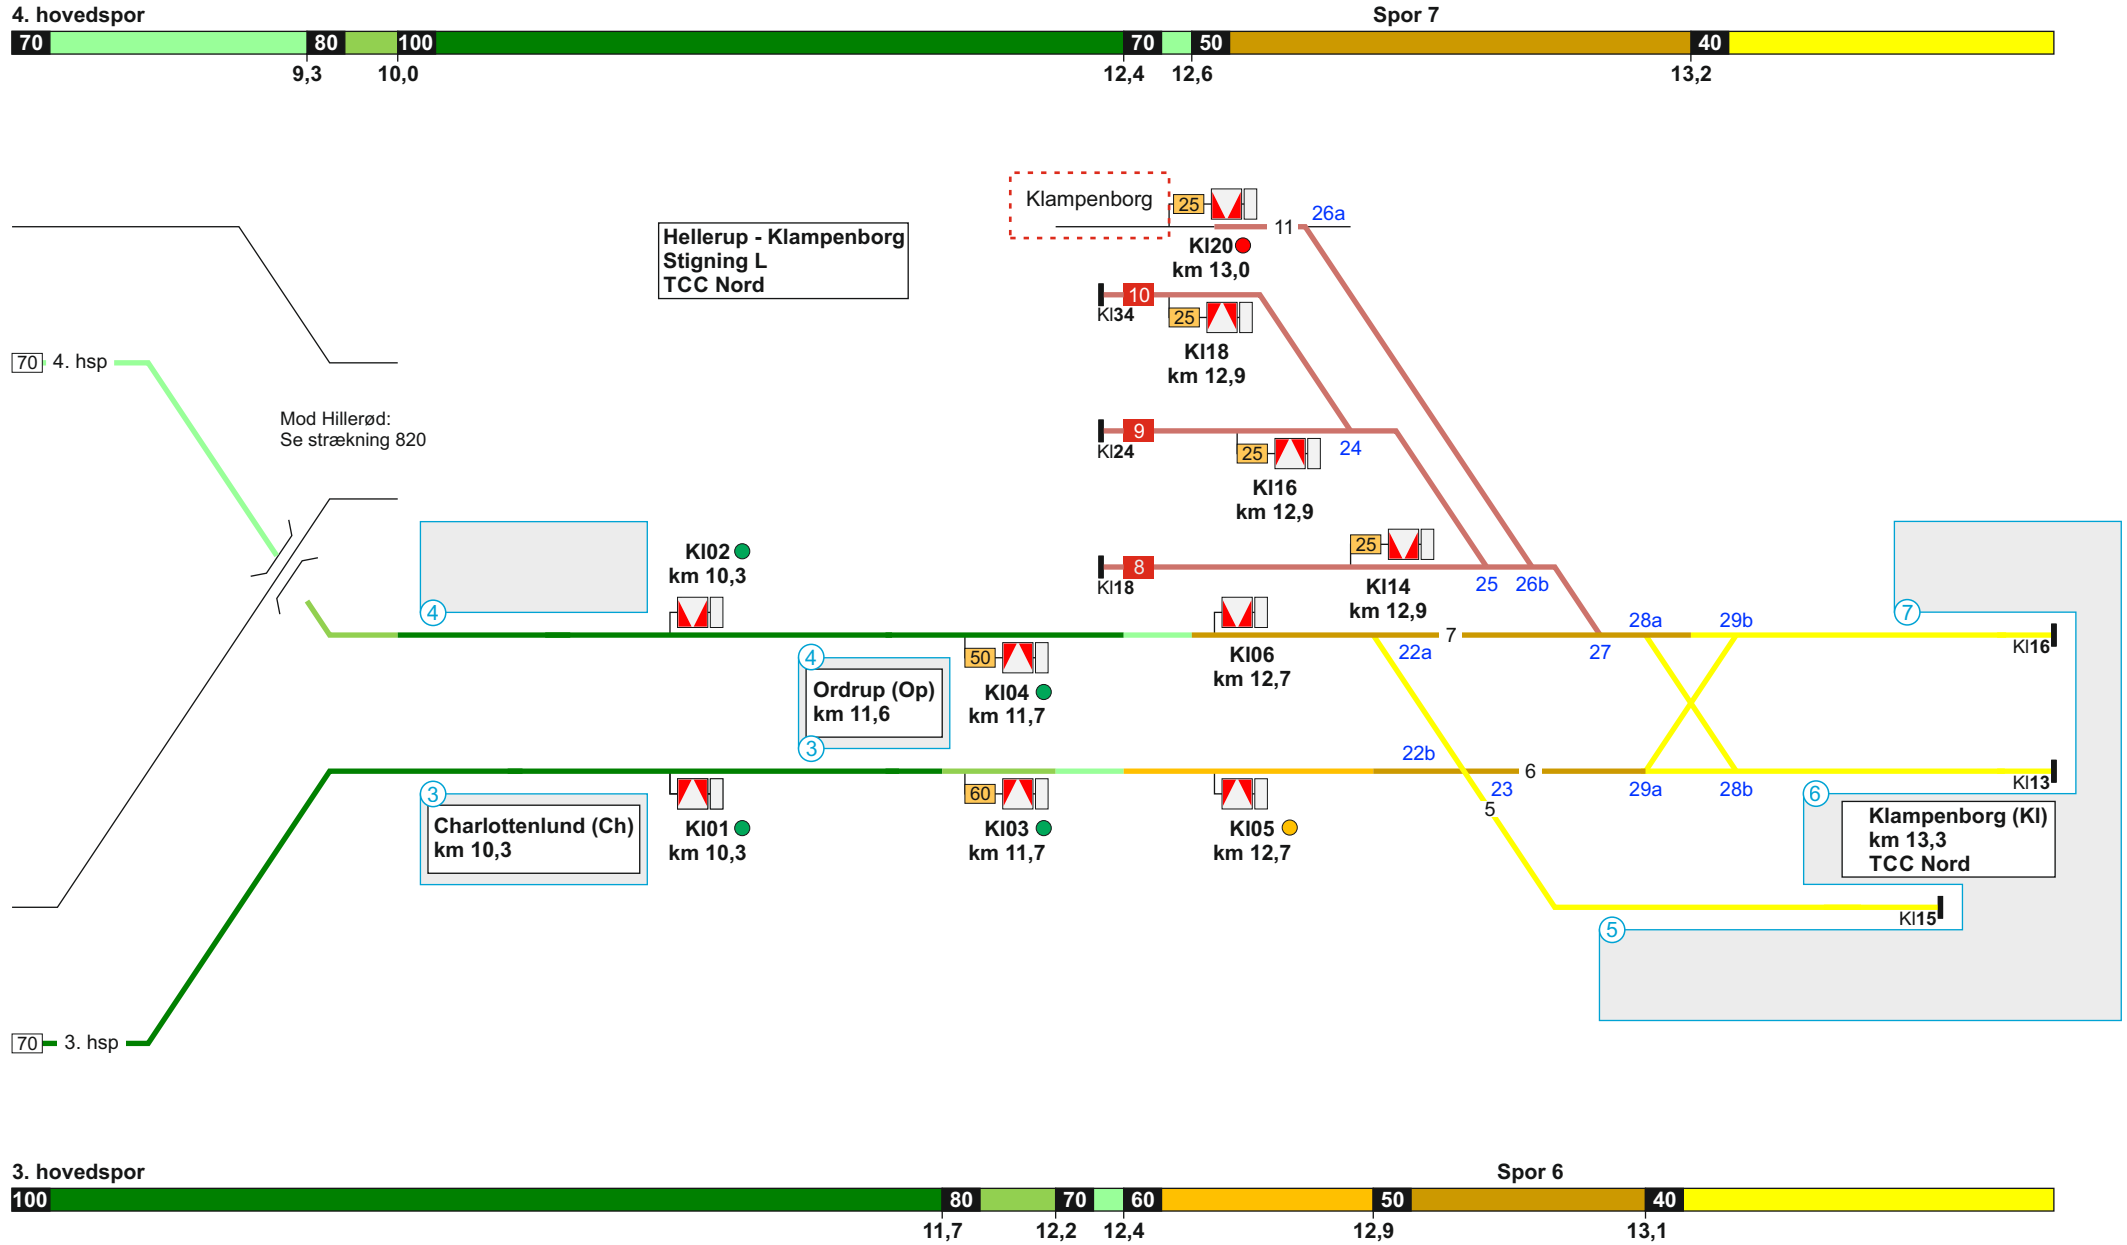 4. hovedspor
Spor 7
70 80 100 70 50 40
9,3 10,0 12,4 12,6 13,2
Klampenborg
25
26a
11
Kl20
km 13,0
Hellerup - Klampenborg
Stigning L
TCC Nord
10
Kl34
25
Kl18
km 12,9
70 4. hsp
Mod Hillerød:
Se strækning 820
9
Kl24
25
24
Kl16
km 12,9
Kl02
km 10,3
25
8
Kl18
Kl14
km 12,9
25 26b
4
7
28a 29b
7
Kl16
22a
27
Kl06
km 12,7
4
Ordrup (Op)
km 11,6
3
50
Kl04
km 11,7
22b
6
23
29a 28b
Kl13
5
3
Charlottenlund (Ch)
km 10,3
Kl01
km 10,3
60
Kl03
km 11,7
Kl05
km 12,7
6
Klampenborg (Kl)
km 13,3
TCC Nord
Kl15
5
70 3. hsp
3. hovedspor
Spor 6
100 80 70 60 50 40
11,7 12,2 12,4 12,9 13,1